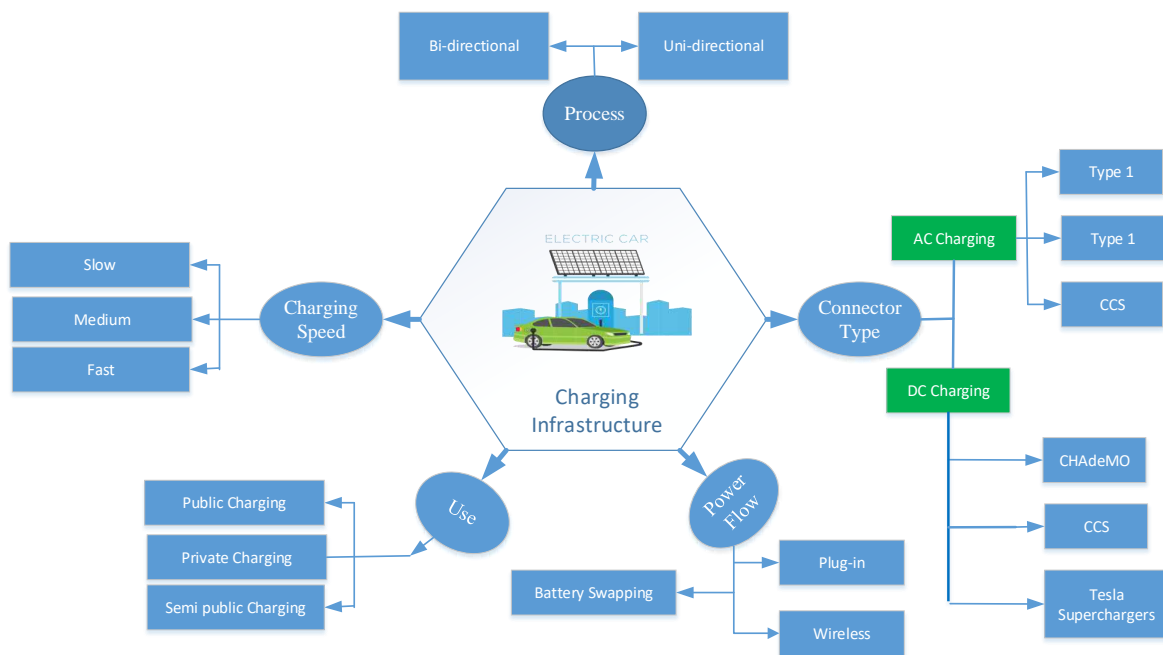 Bi-directional
Uni-directional
Process
ELECTRIC CAR
Charging
Infrastructure
Charging
Speed
Slow
Medium
Fast
Connector
Type
AC Charging
Type 1
Type 1
CCS
DC Charging
CHAdeMO
CCS
Tesla
Superchargers
Use
Public Charging
Private Charging
Semi public Charging
Power
Flow
Plug-in
Battery Swapping
Wireless